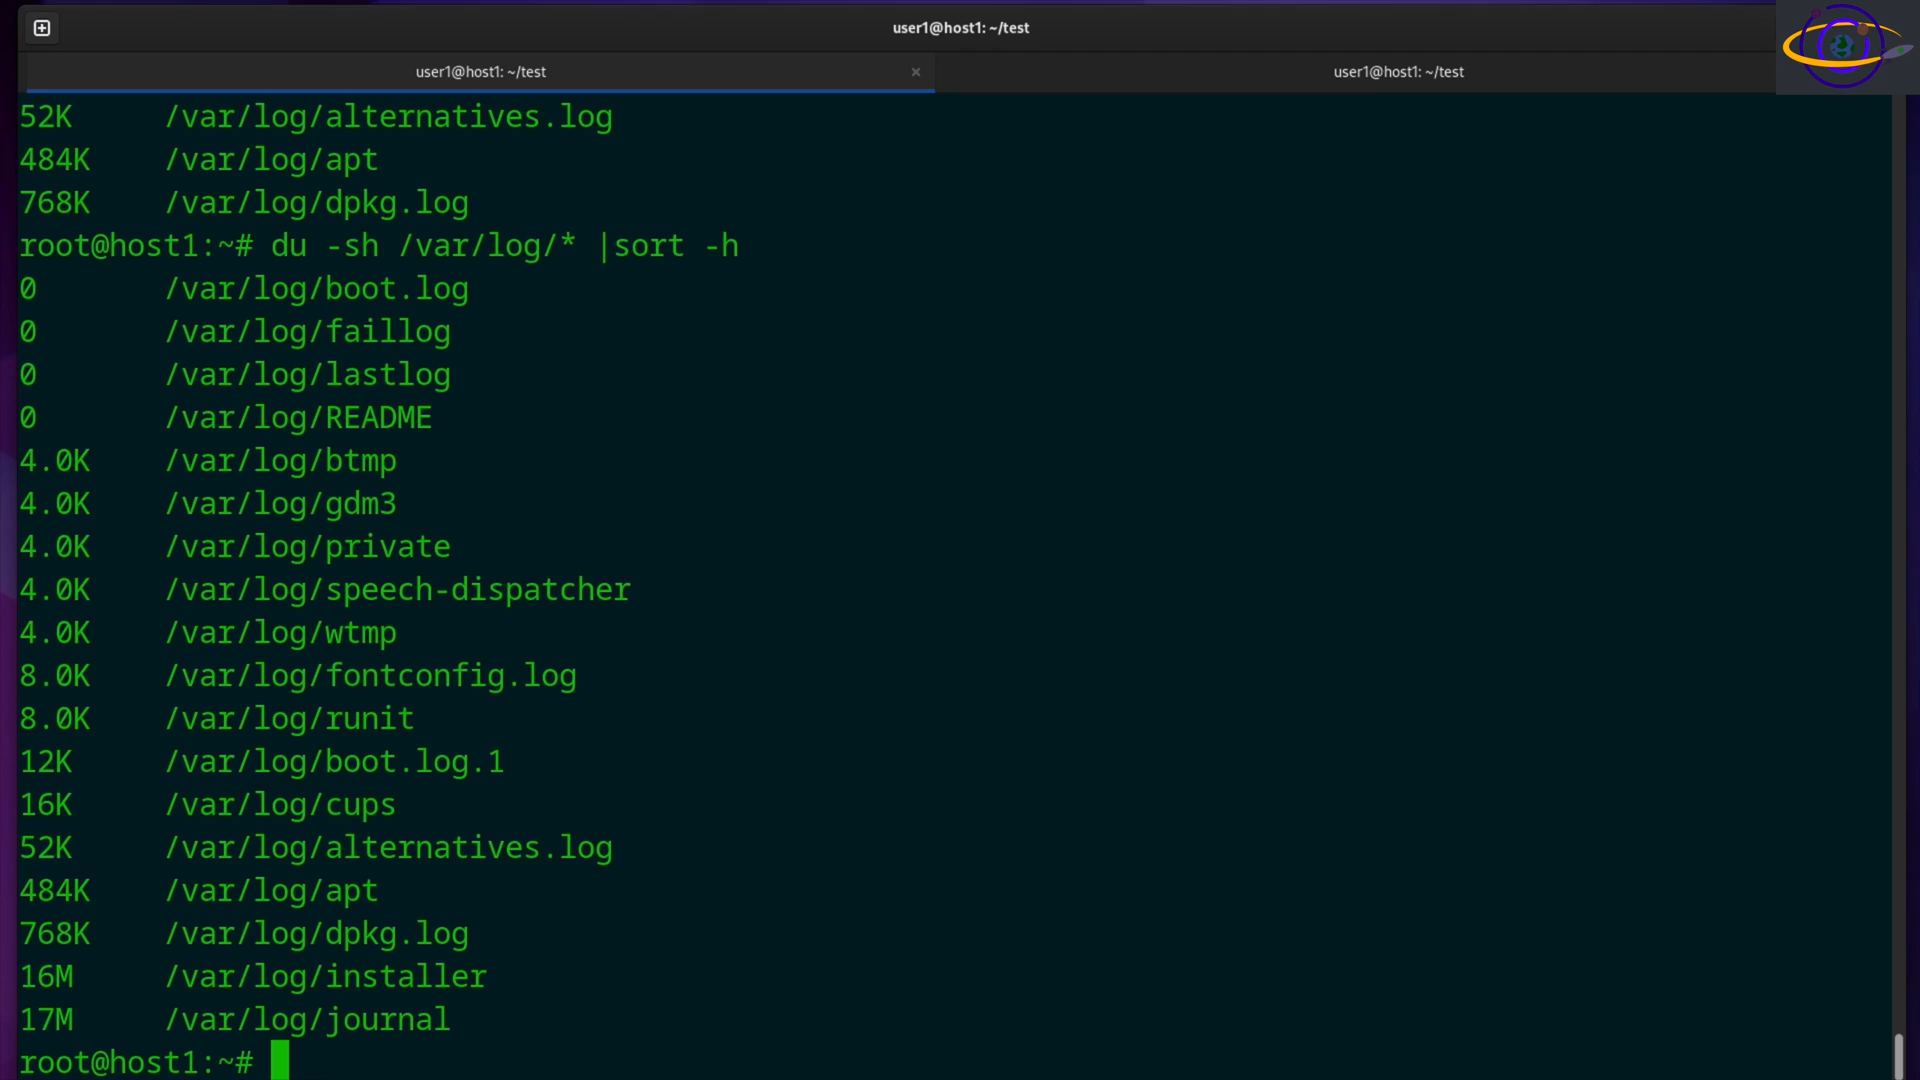 user1@host1: ~/test
user1@host1: ~/test × user1@host1: ~/test
52K /var/log/alternatives.log
484K /var/log/apt
768K /var/log/dpkg.log
root@host1:~# du -sh /var/log/* |sort -h
0 /var/log/boot.log
0 /var/log/faillog
0 /var/log/lastlog
0 /var/log/README
4.0K /var/log/btmp
4.0K /var/log/gdm3
4.0K /var/log/private
4.0K /var/log/speech-dispatcher
4.0K /var/log/wtmp
8.0K /var/log/fontconfig.log
8.0K /var/log/runit
12K /var/log/boot.log.1
16K /var/log/cups
52K /var/log/alternatives.log
484K /var/log/apt
768K /var/log/dpkg.log
16M /var/log/installer
17M /var/log/journal
root@host1:~#